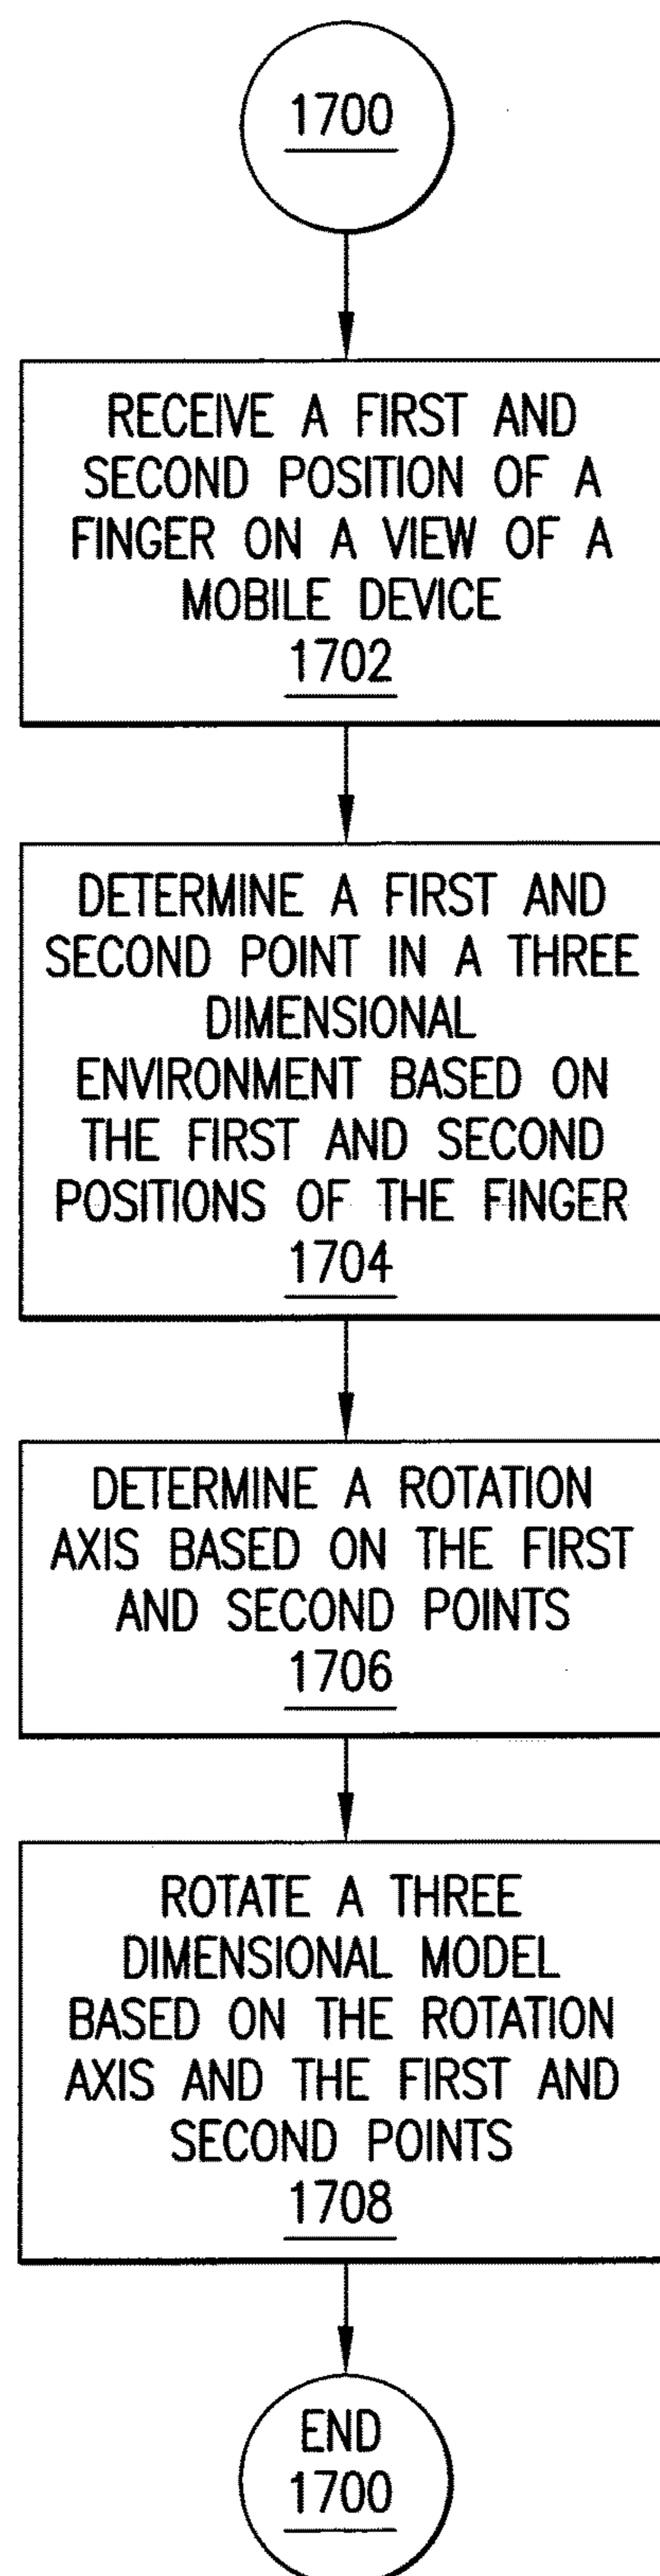 1700
RECEIVE A FIRST AND
SECOND POSITION OF A
FINGER ON A VIEW OF A
MOBILE DEVICE
1702
DETERMINE A FIRST AND
SECOND POINT IN A THREE
DIMENSIONAL
ENVIRONMENT BASED ON
THE FIRST AND SECOND
POSITIONS OF THE FINGER
1704
DETERMINE A ROTATION
AXIS BASED ON THE FIRST
AND SECOND POINTS
1706
ROTATE A THREE
DIMENSIONAL MODEL
BASED ON THE ROTATION
AXIS AND THE FIRST AND
SECOND POINTS
1708
END
1700